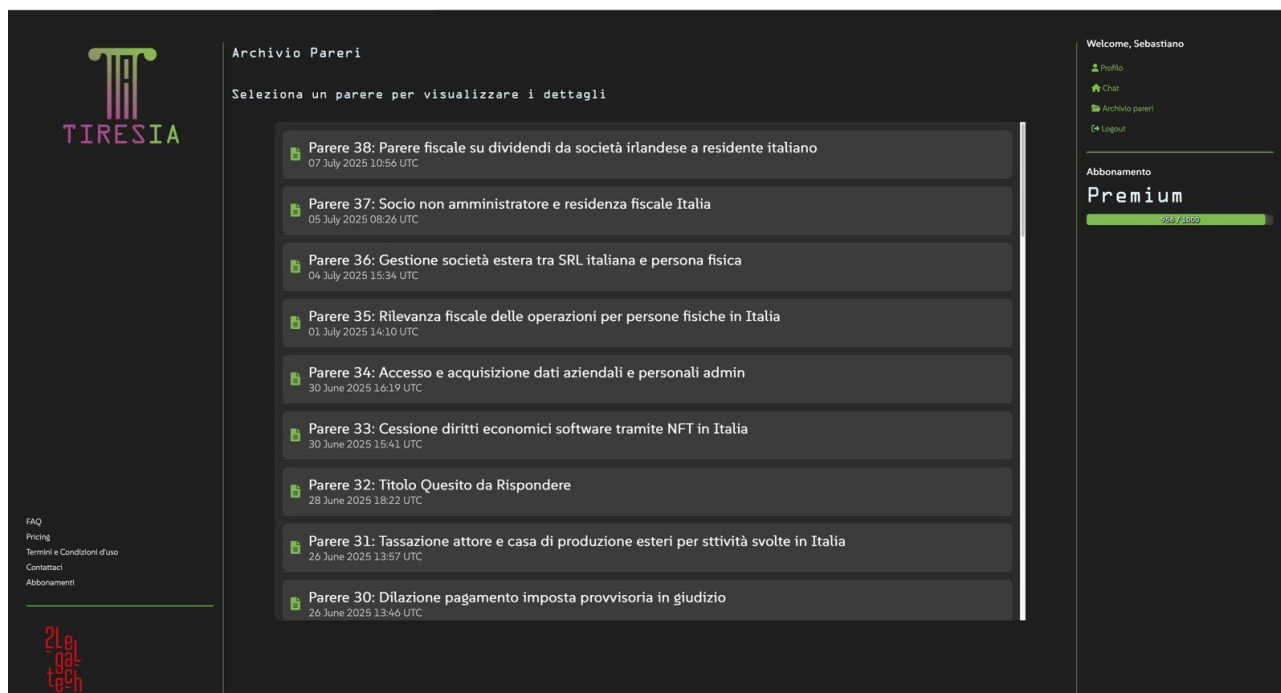 TIRESIA
FAQ
Pricing
Termini e Condizioni d'uso
Contattaci
Abbonamenti
2Le
gal
tech
Archivio Pareri
Seleziona un parere per visualizzare i dettagli
Parere 38: Parere fiscale su dividendi da società irlandese a residente italiano
07 July 2025 10:56 UTC
Parere 37: Socio non amministratore e residenza fiscale Italia
05 July 2025 08:26 UTC
Parere 36: Gestione società estera tra SRL italiana e persona fisica
04 July 2025 15:34 UTC
Parere 35: Rilevanza fiscale delle operazioni per persone fisiche in Italia
01 July 2025 14:10 UTC
Parere 34: Accesso e acquisizione dati aziendali e personali admin
30 June 2025 16:19 UTC
Parere 33: Cessione diritti economici software tramite NFT in Italia
30 June 2025 15:41 UTC
Parere 32: Titolo Quesito da Rispondere
28 June 2025 18:22 UTC
Parere 31: Tassazione attore e casa di produzione esteri per sttività svolte in Italia
26 June 2025 13:57 UTC
Parere 30: Dilazione pagamento imposta provvisoria in giudizio
26 June 2025 13:46 UTC
Welcome, Sebastiano
Profilo
Chat
Archivio pareri
Logout
Abbonamento
Premium
956 / 1000